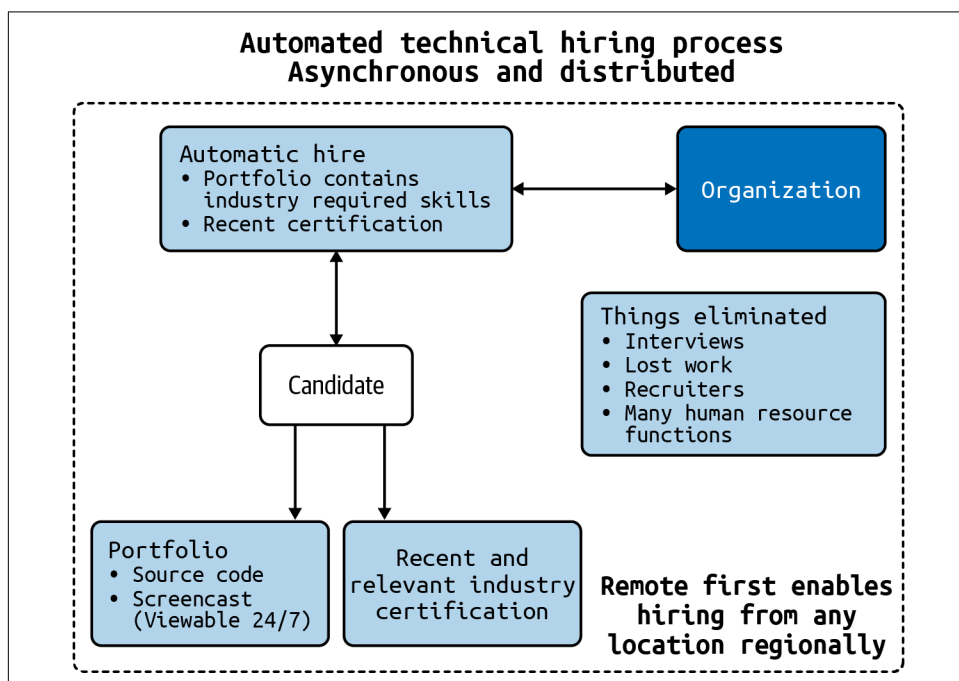 Automated technical hiring process
Asynchronous and distributed
Automatic hire
• Portfolio contains
industry required skills
• Recent certification
Organization
Things eliminated
• Interviews
• Lost work
• Recruiters
• Many human resource
functions
Candidate
Portfolio
• Source code
• Screencast
(Viewable 24/7)
Recent and
relevant industry
certification
Remote first enables
hiring from any
location regionally